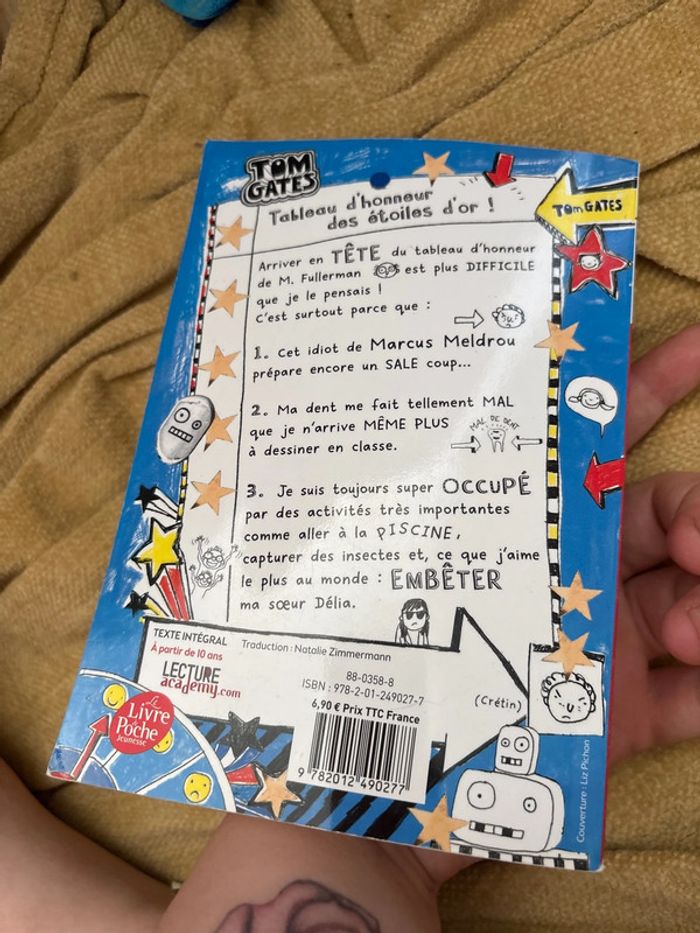 TOM
GATES
Tableau d'honneur
des étoiles d'or !
TOM GATES
Arriver en TÊTE du tableau d'honneur
de M. Fullerman est plus DIFFICILE
que je le pensais !
C'est surtout parce que :
1. Cet idiot de Marcus Meldrou
prépare encore un SALE coup...
2. Ma dent me fait tellement MAL
que je n'arrive MÊME PLUS
à dessiner en classe.
MAL DE DENT
3. Je suis toujours super OCCUPÉ
par des activités très importantes
comme aller à la PISCINE,
capturer des insectes et, ce que j'aime
le plus au monde : EMBÊTER
ma sœur Délia.
TEXTE INTÉGRAL
À partir de 10 ans
LECTURE
academy.com
Traduction : Natalie Zimmermann
88-0358-8
ISBN : 978-2-01-249027-7
6,90 € Prix TTC France
9 782012 490277
(Crétin)
Le
Livre
de
Poche
Jeunesse
Couverture : Liz Pichon